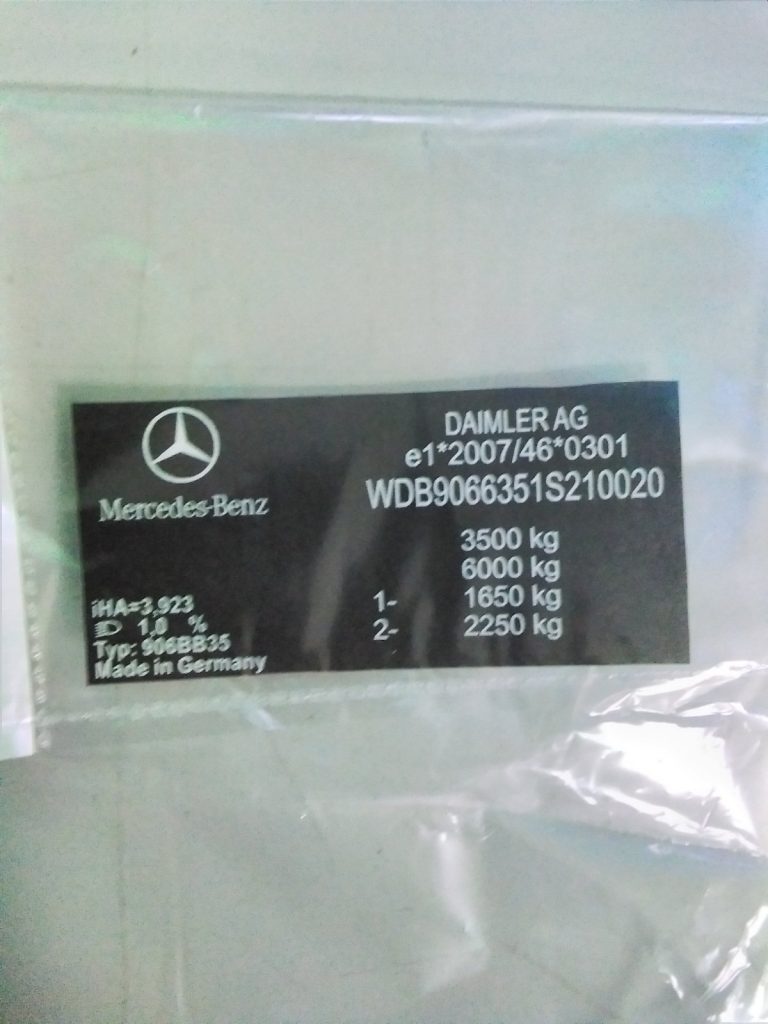 Mercedes-Benz
DAIMLER AG
e1*2007/46*0301
WDB9066351S210020
3500 kg
6000 kg
1- 1650 kg
2- 2250 kg
iHA=3,923
1,0 %
Typ: 906BB35
Made in Germany